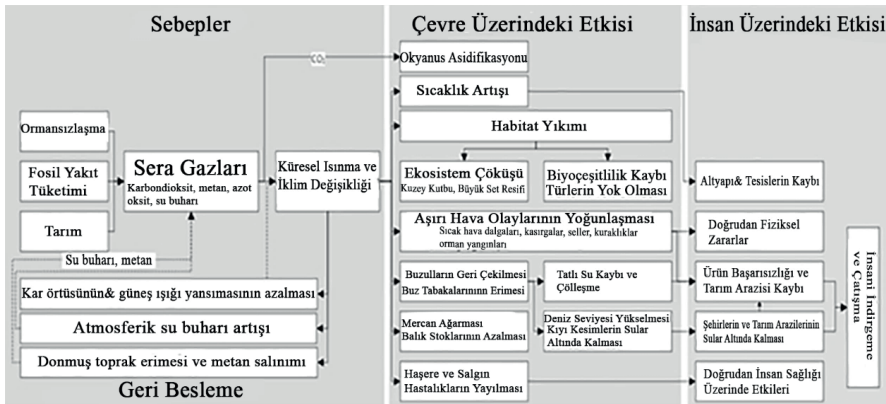 Sebepler
Çevre Üzerindeki Etkisi
İnsan Üzerindeki Etkisi
CO₂
Okyanus Asidifikasyonu
Sıcaklık Artışı
Ormansızlaşma
Habitat Yıkımı
Fosil Yakıt
Tüketimi
Sera Gazları
Karbondioksit, metan, azot
oksit, su buharı
Küresel Isınma ve
İklim Değişikliği
Ekosistem Çöküşü
Kuzey Kutbu, Büyük Set Resifi
Biyoçeşitlilik Kaybı
Türlerin Yok Olması
Altyapı& Tesislerin Kaybı
Tarım
Aşırı Hava Olaylarının Yoğunlaşması
Sıcak hava dalgaları, kasırgalar, seller, kuraklıklar
orman yangınları
Doğrudan Fiziksel
Zararlar
Su buharı, metan
Kar örtüsünün& güneş ışığı yansımasının azalması
Buzulların Geri Çekilmesi
Buz Tabakalarınının Erimesi
Tatlı Su Kaybı ve
Çölleşme
Ürün Başarısızlığı ve
Tarım Arazisi Kaybı
İnsani İndirgeme
ve Çatışma
Atmosferik su buharı artışı
Mercan Ağarması
Balık Stoklarının Azalması
Deniz Seviyesi Yükselmesi
Kıyı Kesimlerin Sular
Altında Kalması
Şehirlerin ve Tarım Arazilerinin
Sular Altında Kalması
Donmuş toprak erimesi ve metan salınımı
Geri Besleme
Haşere ve Salgın
Hastalıkların Yayılması
Doğrudan İnsan Sağlığı
Üzerinde Etkileri